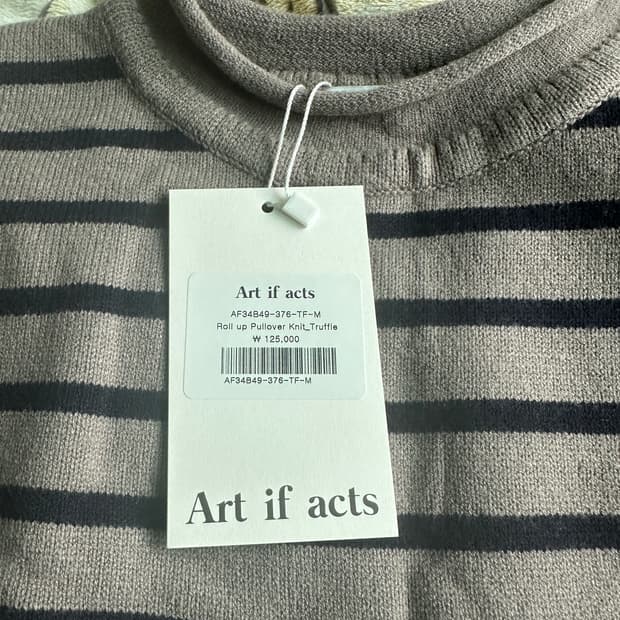 Art if acts
AF34B49-376-TF-M
Roll up Pullover Knit_Truffle
₩ 125,000
AF34B49-376-TF-M
Art if acts